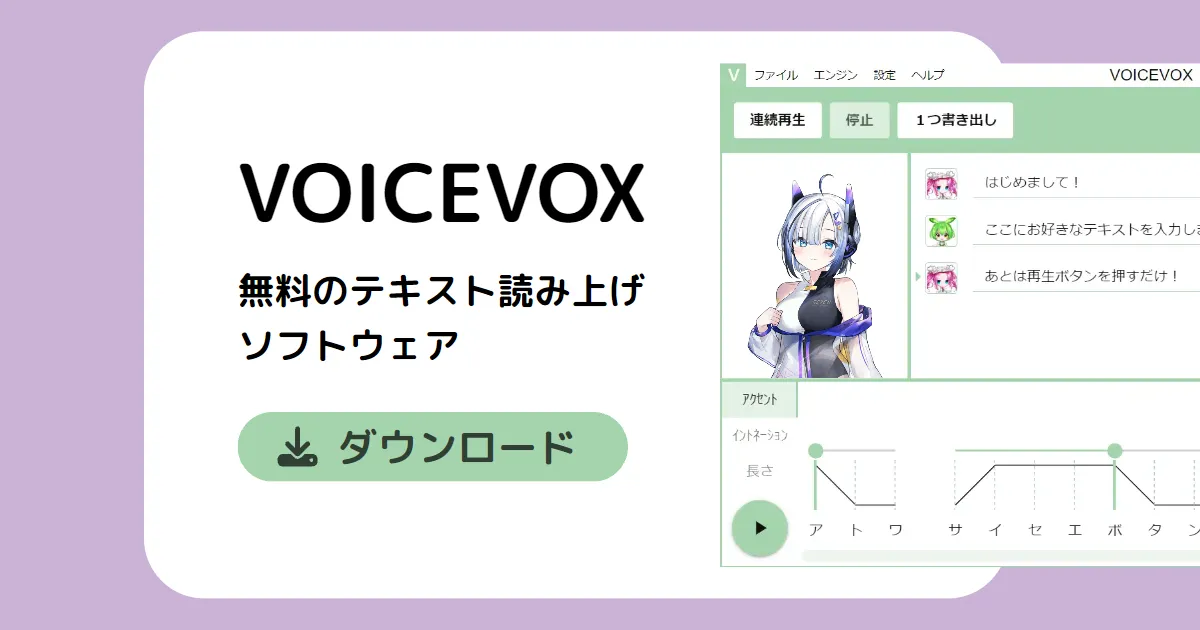 VOICEVOX
無料のテキスト読み上げ
ソフトウェア
ダウンロード
V ファイル エンジン 設定 ヘルプ VOICEVOX
連続再生 停止 1つ書き出し
はじめまして！
ここにお好きなテキストを入力しま
あとは再生ボタンを押すだけ！
アクセント
イントネーション
長さ
ア ト ワ サ イ セ エ ボ タ ン